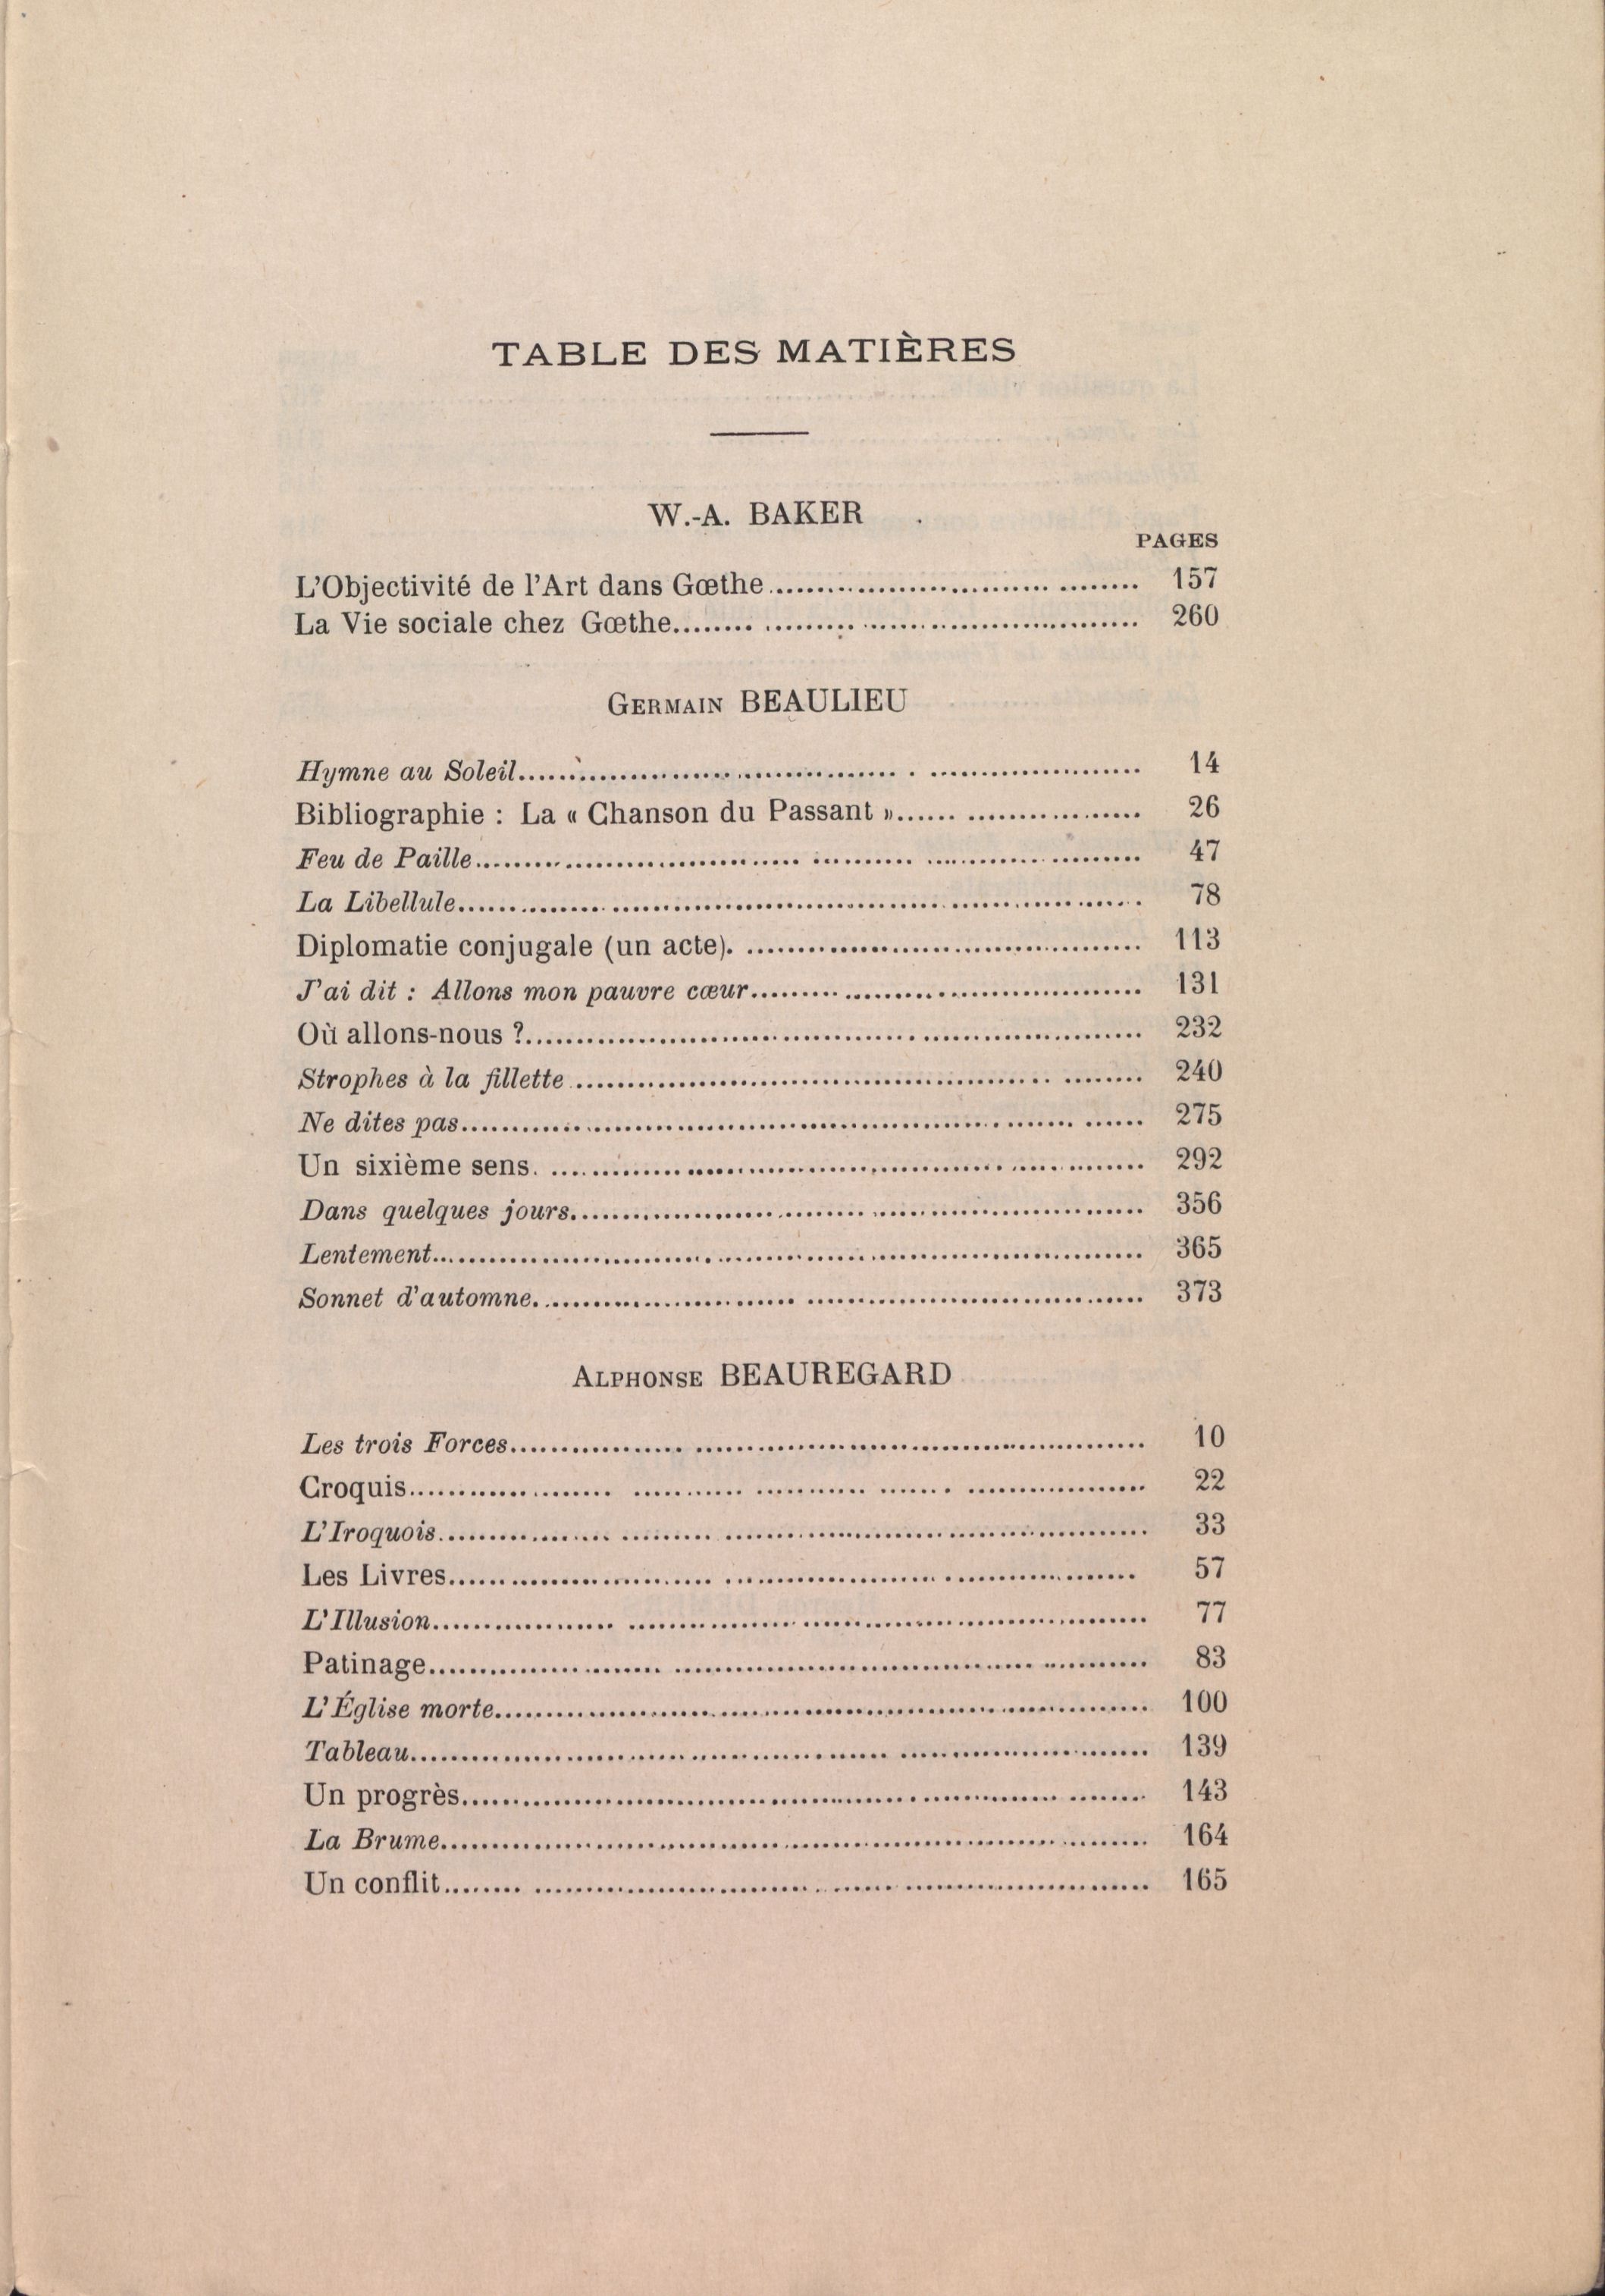 TABLE DES MATIÈRES
W.-A. BAKER
PAGES
L'Objectivité de l'Art dans Gœthe 157
La Vie sociale chez Gœthe 260
GERMAIN BEAULIEU
Hymne au Soleil 14
Bibliographie : La « Chanson du Passant » 26
Feu de Paille 47
La Libellule 78
Diplomatie conjugale (un acte). 113
J'ai dit : Allons mon pauvre cœur 131
Où allons-nous ? 232
Strophes à la fillette 240
Ne dites pas 275
Un sixième sens. 292
Dans quelques jours 356
Lentement 365
Sonnet d'automne 373
ALPHONSE BEAUREGARD
Les trois Forces 10
Croquis 22
L'Iroquois 33
Les Livres 57
L'Illusion 77
Patinage 83
L'Église morte 100
Tableau 139
Un progrès 143
La Brume 164
Un conflit 165